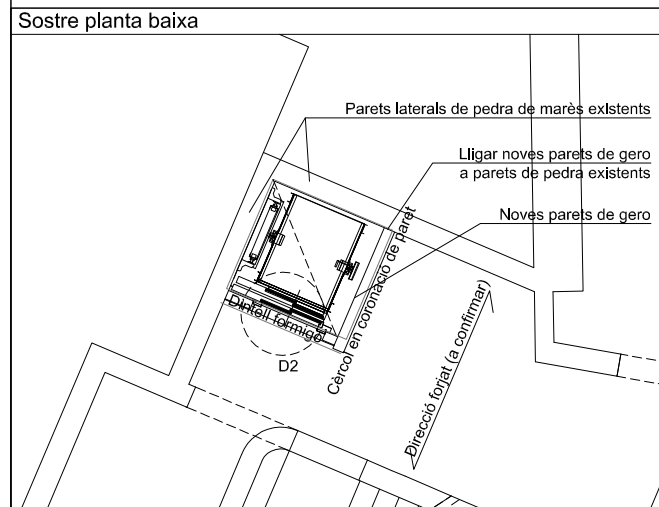 Sostre planta baixa
Parets laterals de pedra de marès existents
Lligar noves parets de gero
a parets de pedra existents
Noves parets de gero
Cèrcol en coronació de paret
Dintell formigó
D2
Direcció forjat (a confirmar)